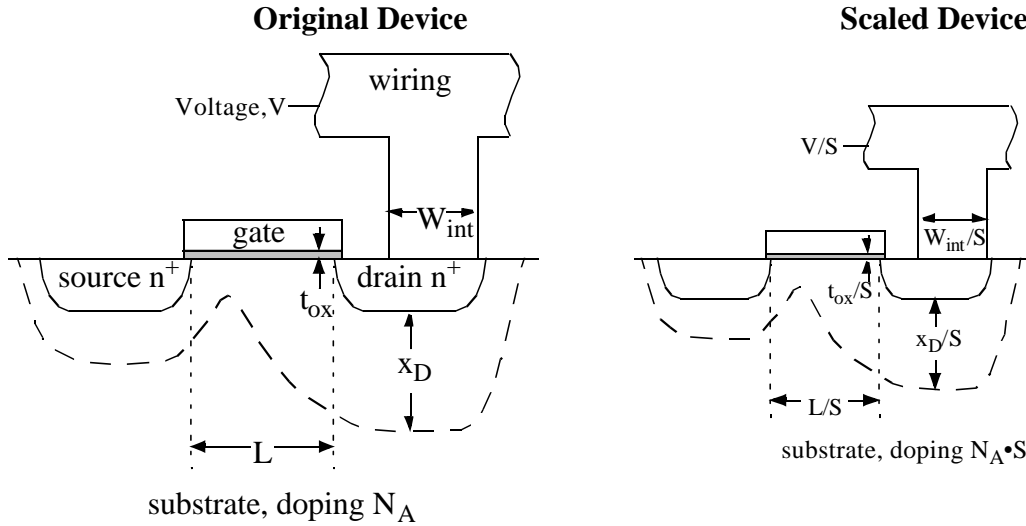 Original Device
wiring
Voltage,V
W_int
gate
source n⁺
drain n⁺
t_ox
x_D
L
substrate, doping N_A
Scaled Device
V/S
W_int/S
t_ox/S
x_D/S
L/S
substrate, doping N_A•S